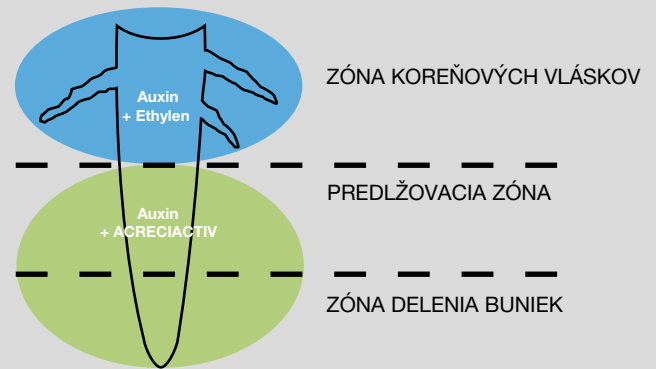 ZÓNA KOREŇOVÝCH VLÁSKOV
Auxin
+ Ethylen
PREDLŽOVACIA ZÓNA
Auxin
+ ACRECIACTIV
ZÓNA DELENIA BUNIEK